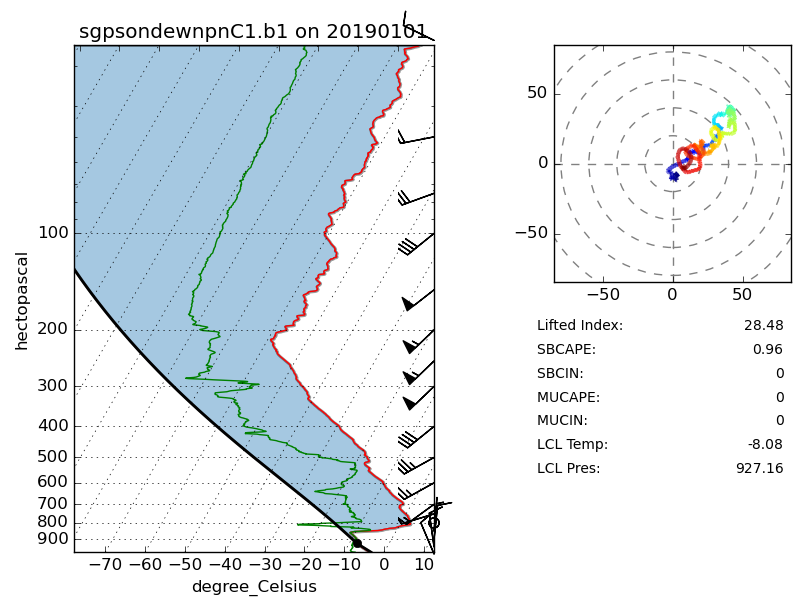 sgpsondewnpnC1.b1 on 20190101
hectopascal
100
200
300
400
500
600
700
800
900
−70 −60 −50 −40 −30 −20 −10 0 10
degree_Celsius
50
0
−50
−50 0 50
Lifted Index: 28.48
SBCAPE: 0.96
SBCIN: 0
MUCAPE: 0
MUCIN: 0
LCL Temp: -8.08
LCL Pres: 927.16